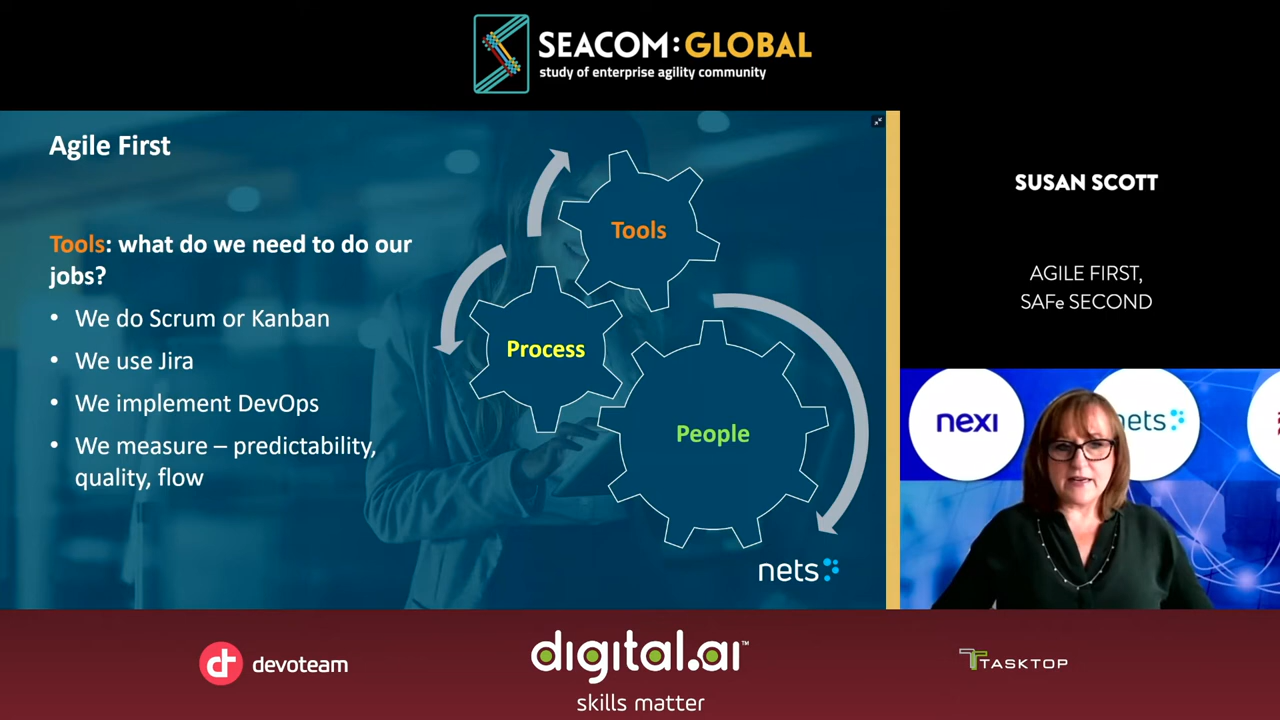 SEACOM:GLOBAL
study of enterprise agility community
Agile First
Tools: what do we need to do our
jobs?
• We do Scrum or Kanban
• We use Jira
• We implement DevOps
• We measure – predictability,
quality, flow
Tools
Process
People
nets
SUSAN SCOTT
AGILE FIRST,
SAFe SECOND
nexi
nets
devoteam
digital.ai™
skills matter
TASKTOP